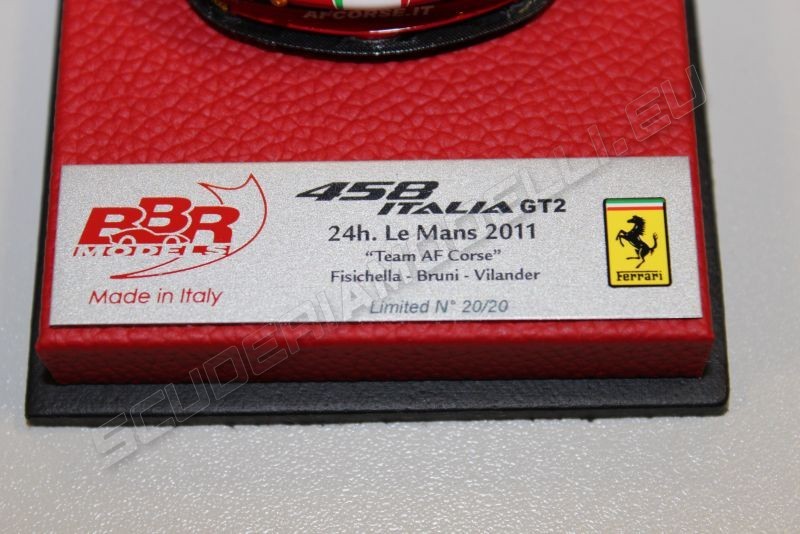 AFCORSE.IT
BBR
MODELS
Made in Italy
458
ITALIA GT2
24h. Le Mans 2011
"Team AF Corse"
Fisichella - Bruni - Vilander
Limited N° 20/20
Ferrari
SCUDERIAMODELLI.EU